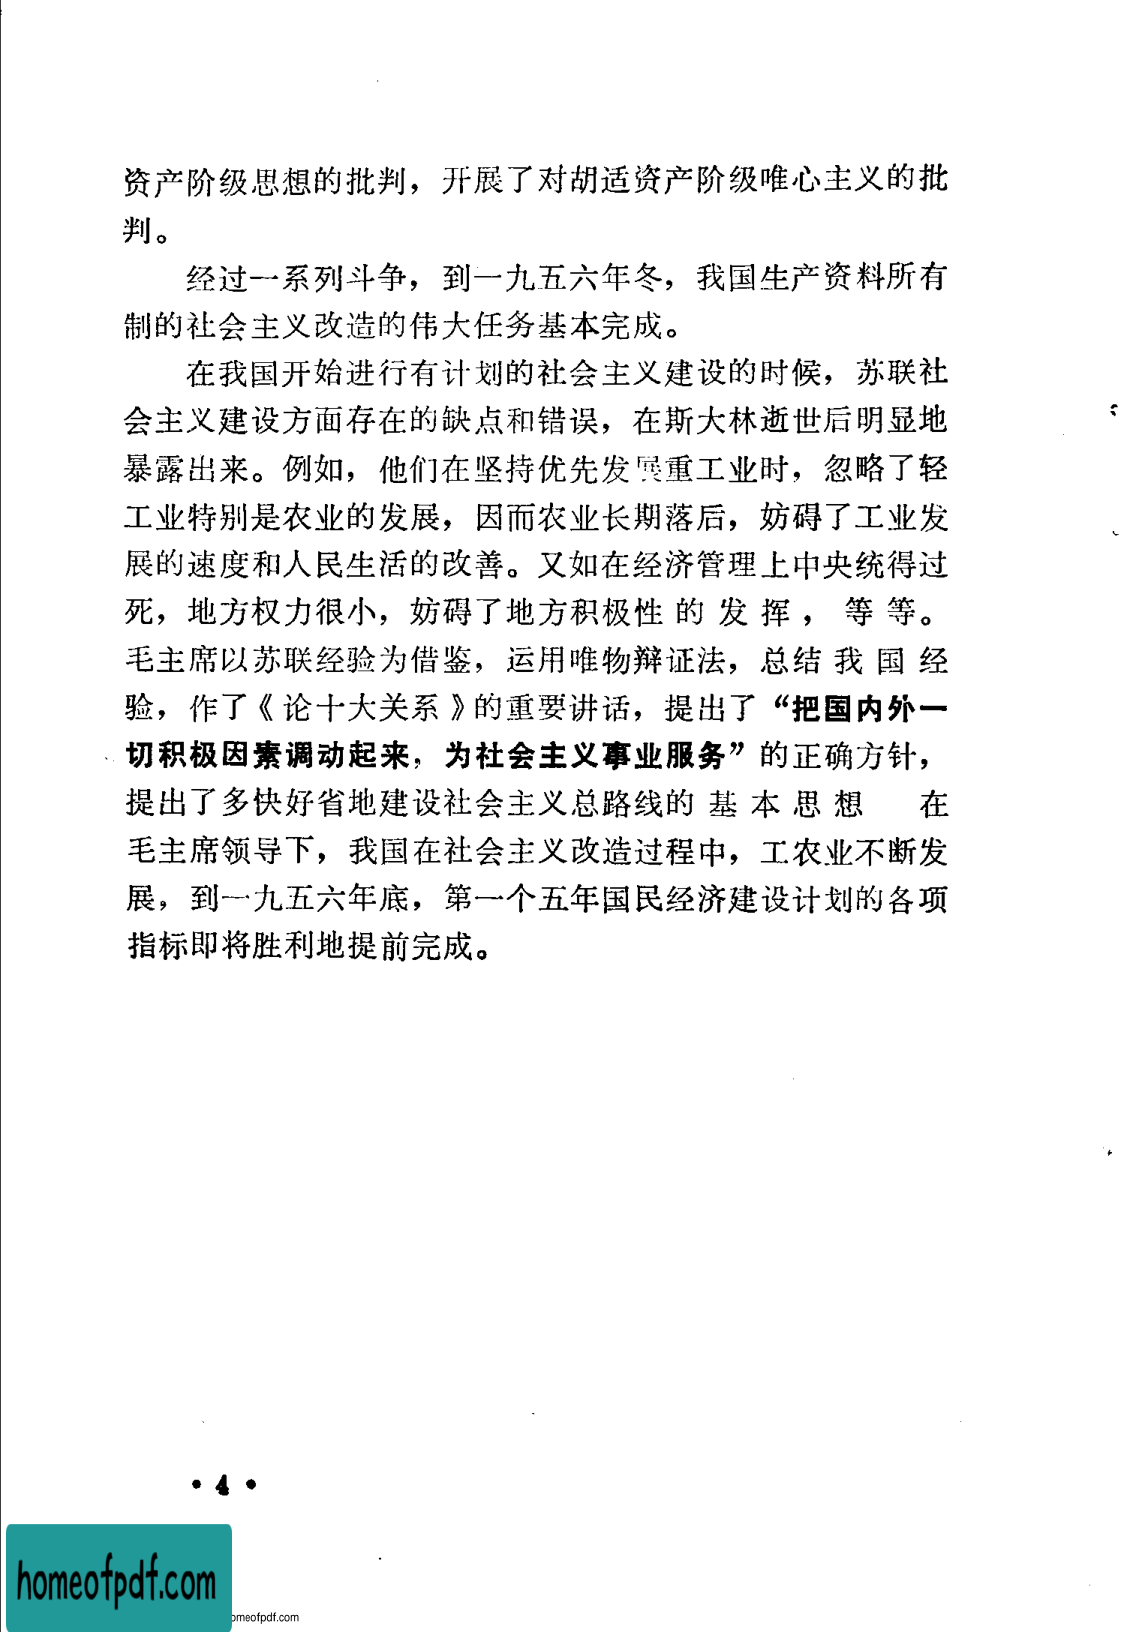 资产阶级思想的批判，开展了对胡适资产阶级唯心主义的批
判。
经过一系列斗争，到一九五六年冬，我国生产资料所有
制的社会主义改造的伟大任务基本完成。
在我国开始进行有计划的社会主义建设的时候，苏联社
会主义建设方面存在的缺点和错误，在斯大林逝世后明显地
暴露出来。例如，他们在坚持优先发展重工业时，忽略了轻
工业特别是农业的发展，因而农业长期落后，妨碍了工业发
展的速度和人民生活的改善。又如在经济管理上中央统得过
死，地方权力很小，妨碍了地方积极性的发挥，等等。
毛主席以苏联经验为借鉴，运用唯物辩证法，总结我国经
验，作了《论十大关系》的重要讲话，提出了“把国内外一
切积极因素调动起来，为社会主义事业服务”的正确方针，
提出了多快好省地建设社会主义总路线的基本思想 在
毛主席领导下，我国在社会主义改造过程中，工农业不断发
展，到一九五六年底，第一个五年国民经济建设计划的各项
指标即将胜利地提前完成。
• 4 •
homeofpdf.com
omeofpdf.com